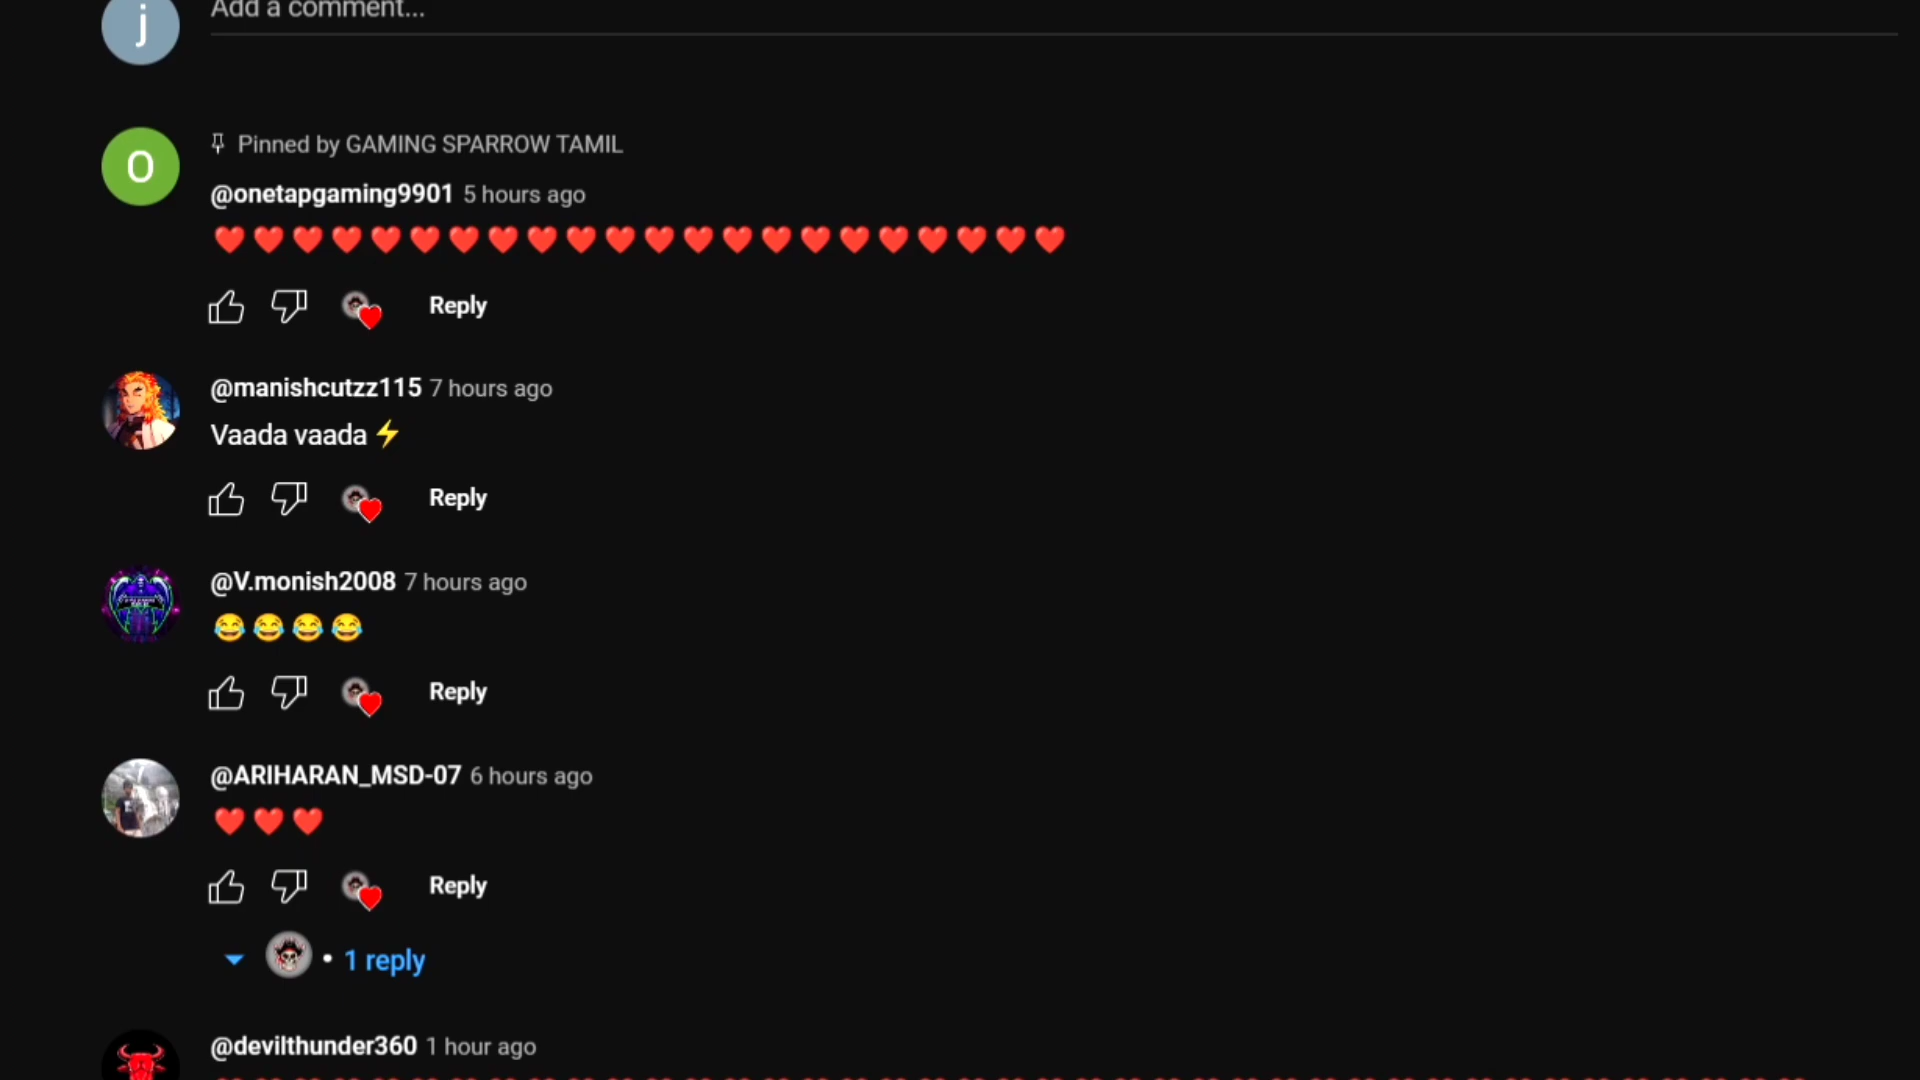 j
Add a comment...
Pinned by GAMING SPARROW TAMIL
O
@onetapgaming9901 5 hours ago
❤️❤️❤️❤️❤️❤️❤️❤️❤️❤️❤️❤️❤️❤️❤️❤️❤️❤️❤️❤️❤️❤️
Reply
@manishcutzz115 7 hours ago
Vaada vaada ⚡
Reply
@V.monish2008 7 hours ago
😂😂😂😂
Reply
@ARIHARAN_MSD-07 6 hours ago
❤️❤️❤️
Reply
• 1 reply
@devilthunder360 1 hour ago